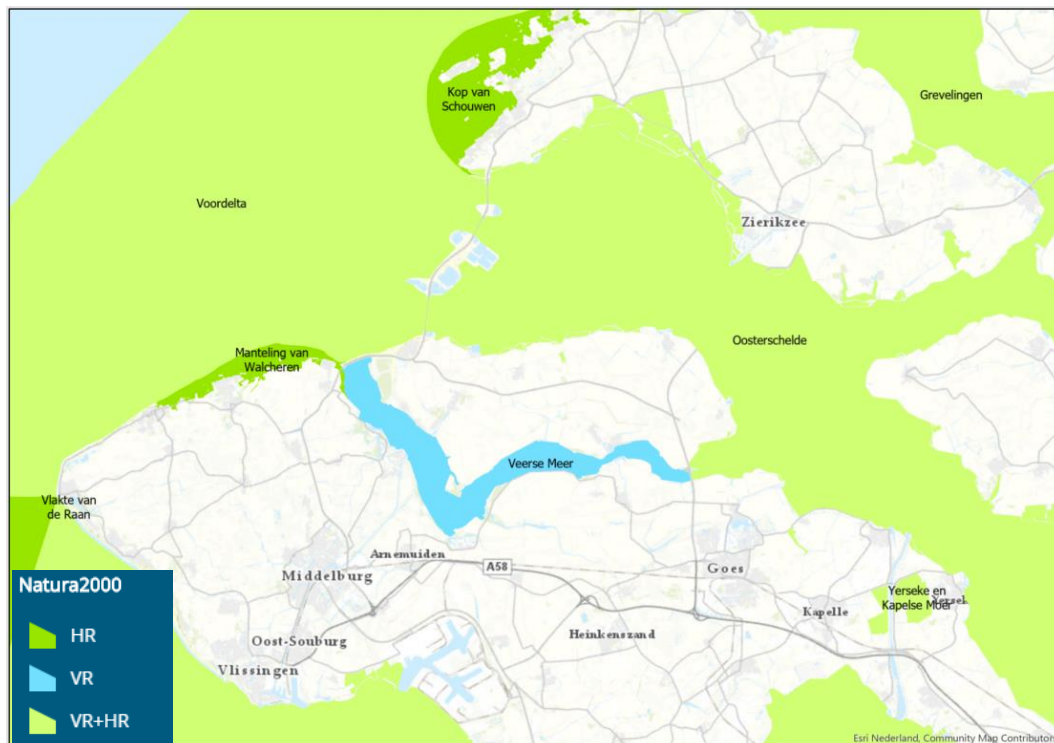 Kop van
Schouwen
Grevelingen
Voordelta
Zierikzee
Oosterschelde
Manteling van
Walcheren
Veerse Meer
Vlakte van
de Raan
Arnemuiden
A58
Middelburg
Goes
Yerseke en
Kapelse Moer
Kapelle
Heinkenszand
Oost-Souburg
Vlissingen
Natura2000
HR
VR
VR+HR
Esri Nederland, Community Map Contributors